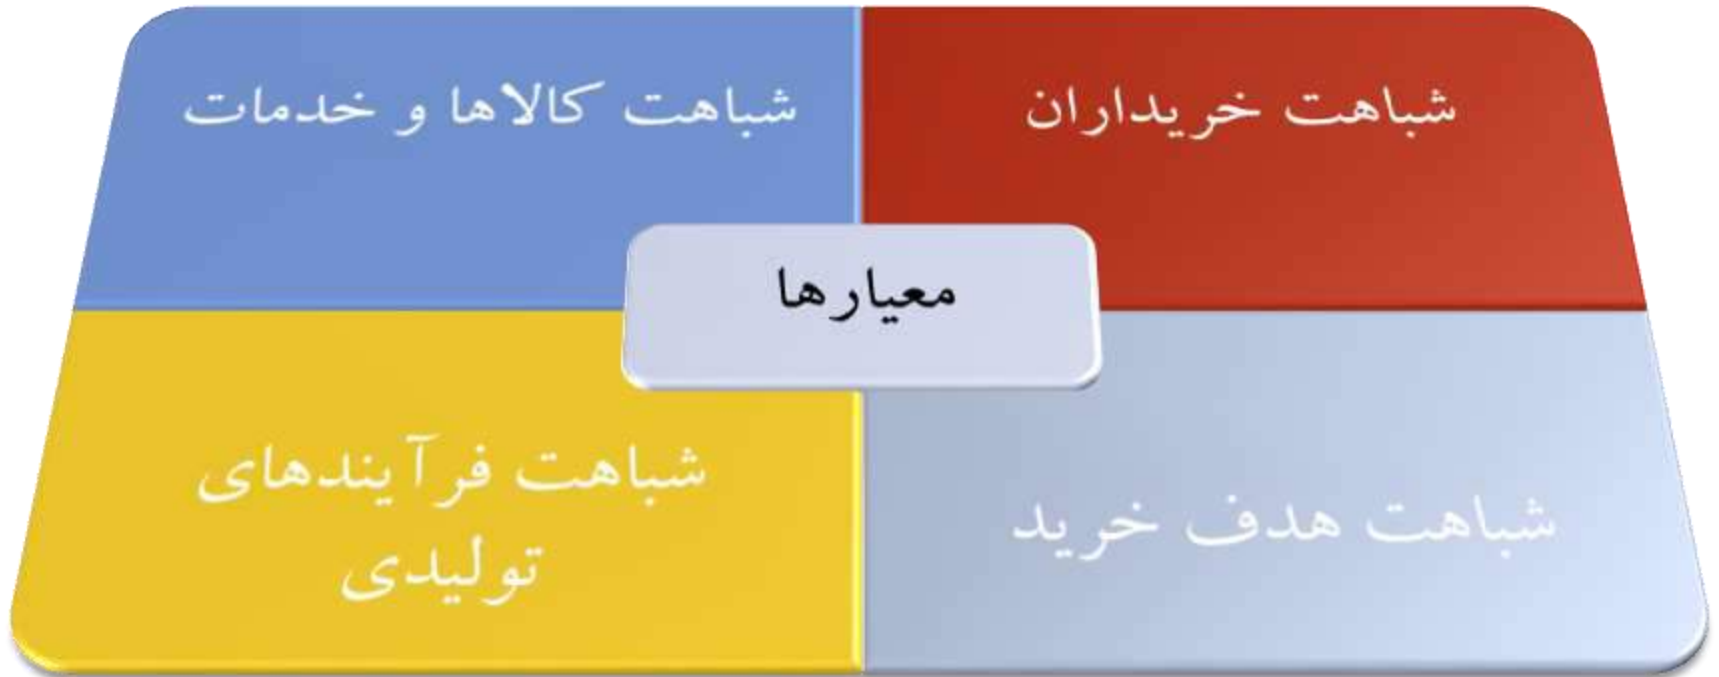 شباهت خریداران
شباهت کالاها و خدمات
معیارها
شباهت هدف خرید
شباهت فرآیندهای
تولیدی